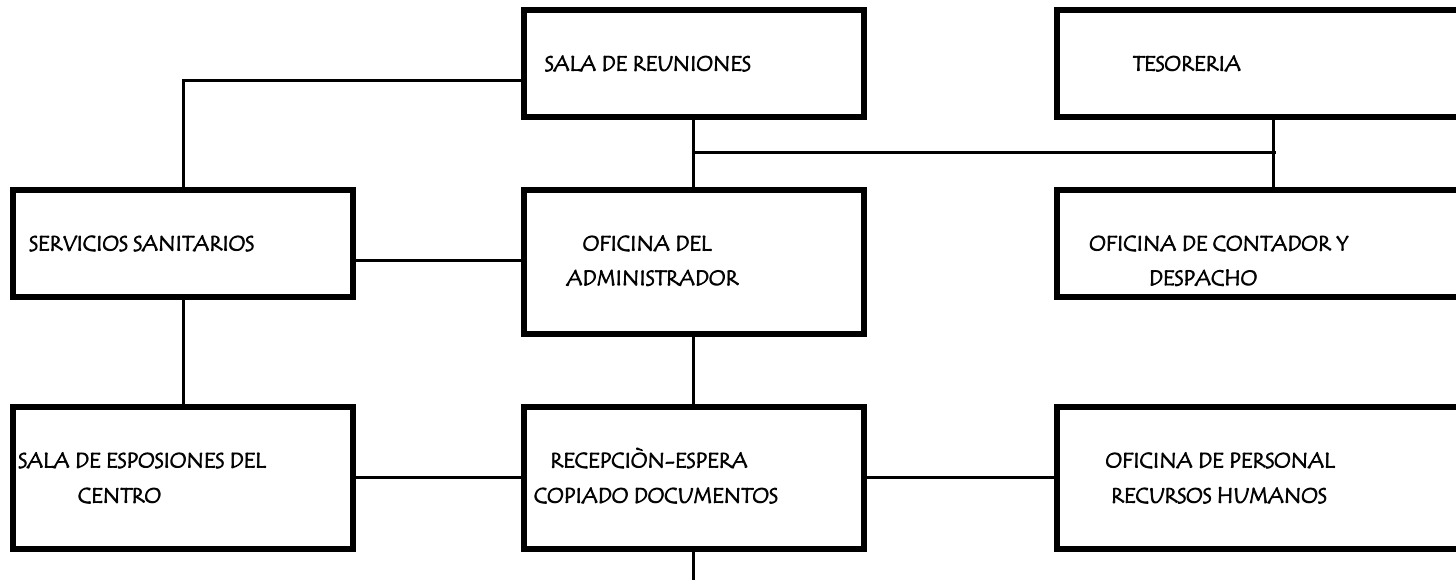 SALA DE REUNIONES
TESORERIA
SERVICIOS SANITARIOS
OFICINA DEL
ADMINISTRADOR
OFICINA DE CONTADOR Y
DESPACHO
SALA DE ESPOSIONES DEL
CENTRO
RECEPCIÒN-ESPERA
COPIADO DOCUMENTOS
OFICINA DE PERSONAL
RECURSOS HUMANOS